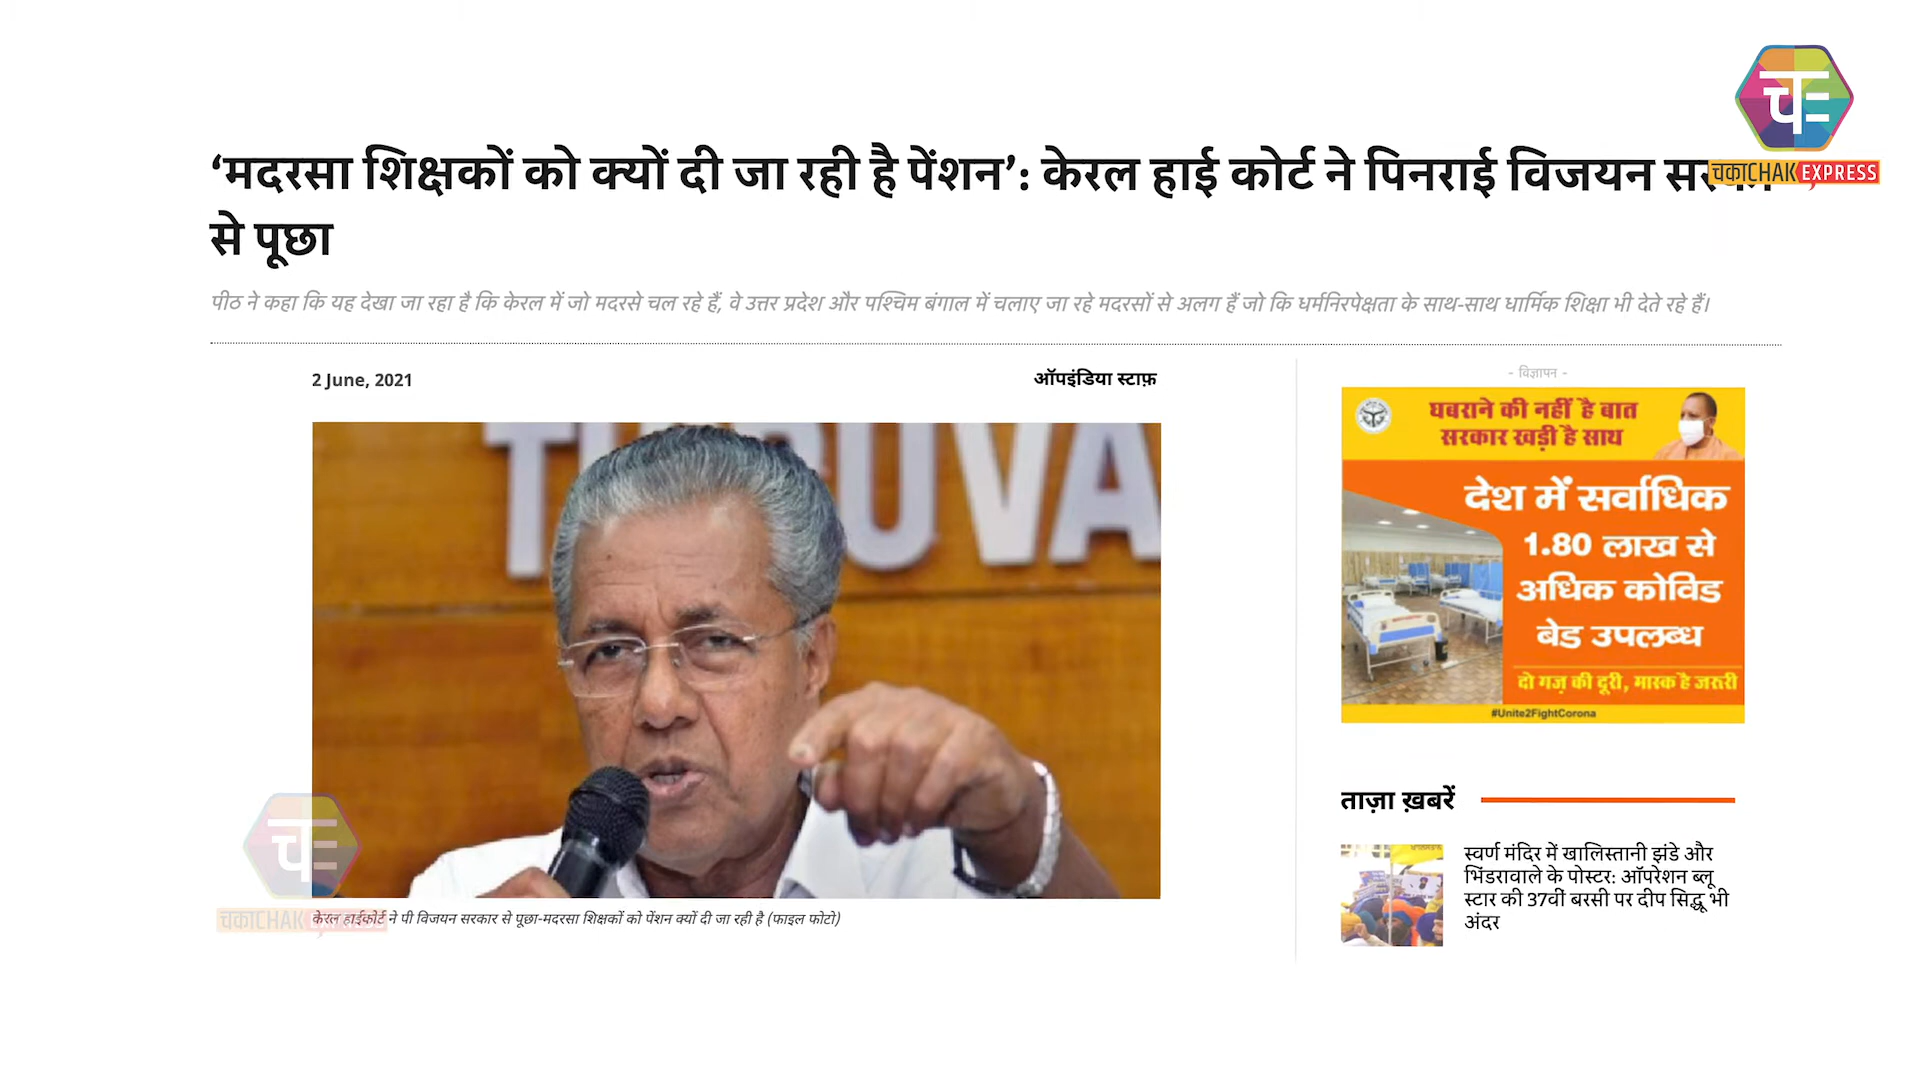 चकाCHAK EXPRESS
‘मदरसा शिक्षकों को क्यों दी जा रही है पेंशन’: केरल हाई कोर्ट ने पिनराई विजयन
से पूछा
पीठ ने कहा कि यह देखा जा रहा है कि केरल में जो मदरसे चल रहे हैं, वे उत्तर प्रदेश और पश्चिम बंगाल में चलाए जा रहे मदरसों से अलग हैं जो कि धर्मनिरपेक्षता के साथ-साथ धार्मिक शिक्षा भी देते रहे हैं।
2 June, 2021
ऑपइंडिया स्टाफ़
केरल हाईकोर्ट ने पी विजयन सरकार से पूछा-मदरसा शिक्षकों को पेंशन क्यों दी जा रही है (फाइल फोटो)
चकाCHAK EXPRESS
- विज्ञापन -
घबराने की नहीं है बात
सरकार खड़ी है साथ
देश में सर्वाधिक
1.80 लाख से
अधिक कोविड
बेड उपलब्ध
दो गज़ की दूरी, मास्क है जरूरी
#Unite2FightCorona
ताज़ा ख़बरें
स्वर्ण मंदिर में खालिस्तानी झंडे और
भिंडरावाले के पोस्टर: ऑपरेशन ब्लू
स्टार की 37वीं बरसी पर दीप सिद्धू भी
अंदर